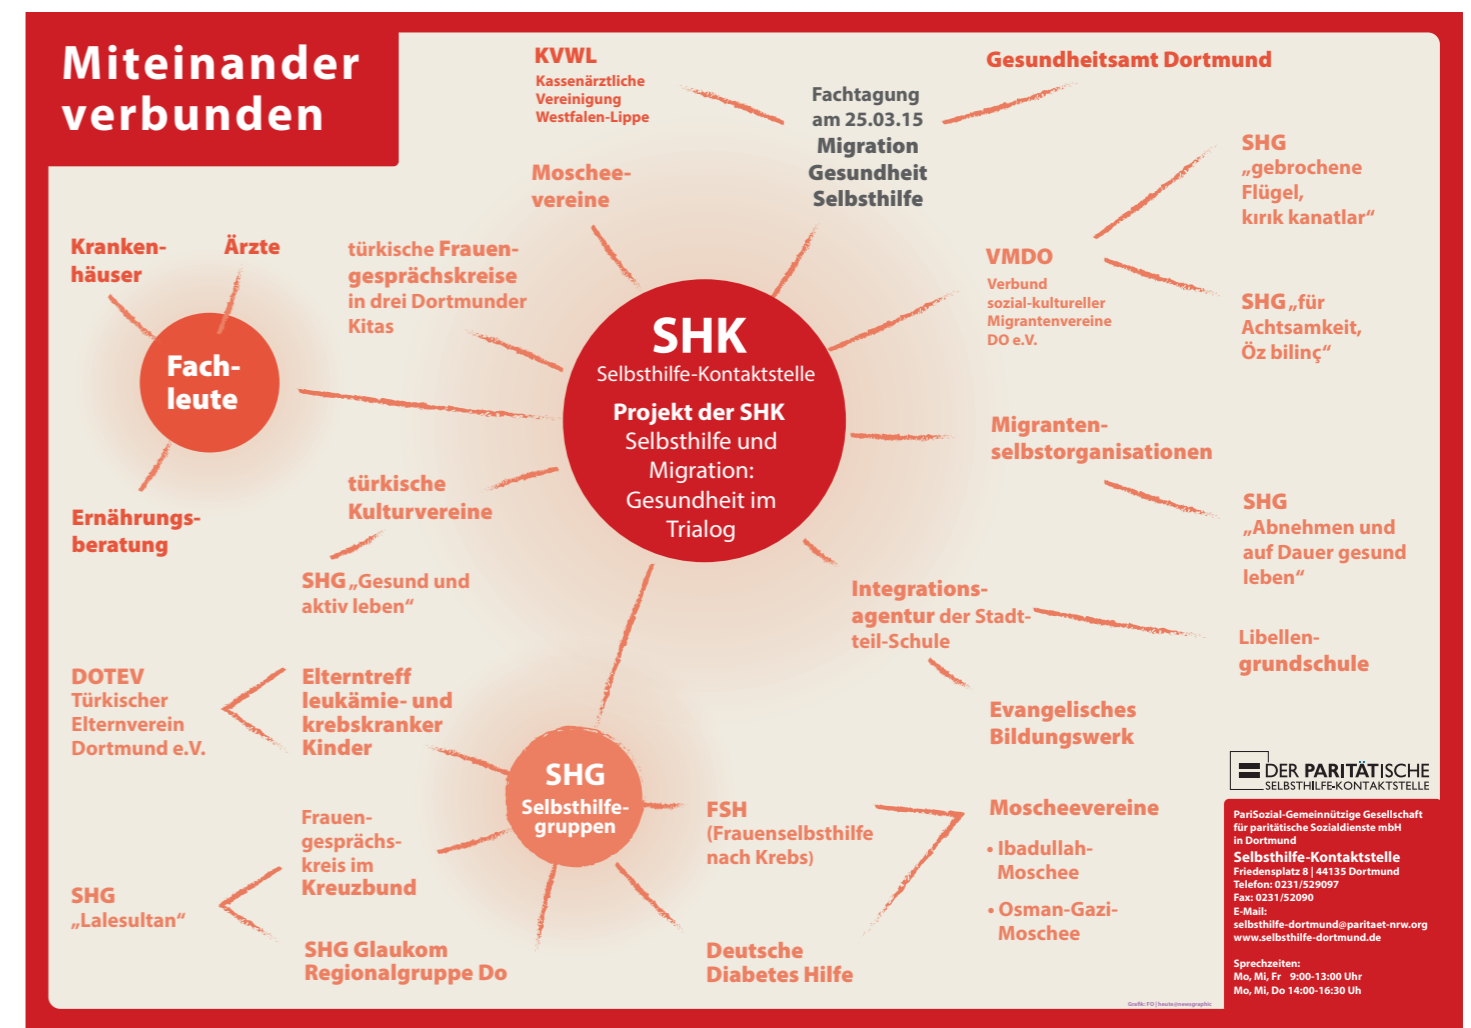 Miteinander
verbunden
KVWL
Kassenärztliche
Vereinigung
Westfalen-Lippe
Fachtagung
am 25.03.15
Migration
Gesundheit
Selbsthilfe
Gesundheitsamt Dortmund
SHG
„gebrochene
Flügel,
kırık kanatlar“
Moschee-
vereine
Kranken-
häuser
Ärzte
türkische Frauen-
gesprächskreise
in drei Dortmunder
Kitas
VMDO
Verbund
sozial-kultureller
Migrantenvereine
DO e.V.
SHG „für
Achtsamkeit,
Öz bilinç“
Fach-
leute
SHK
Selbsthilfe-Kontaktstelle
Projekt der SHK
Selbsthilfe und
Migration:
Gesundheit im
Trialog
Migranten-
selbstorganisationen
türkische
Kulturvereine
Ernährungs-
beratung
SHG
„Abnehmen und
auf Dauer gesund
leben“
SHG „Gesund und
aktiv leben“
Integrations-
agentur der Stadt-
teil-Schule
Libellen-
grundschule
DOTEV
Türkischer
Elternverein
Dortmund e.V.
Elterntreff
leukämie- und
krebskranker
Kinder
Evangelisches
Bildungswerk
SHG
Selbsthilfe-
gruppen
FSH
(Frauenselbsthilfe
nach Krebs)
Moscheevereine
• Ibadullah-
Moschee
• Osman-Gazi-
Moschee
Frauen-
gesprächs-
kreis im
Kreuzbund
SHG
„Lalesultan“
SHG Glaukom
Regionalgruppe Do
Deutsche
Diabetes Hilfe
DER PARITÄTISCHE
SELBSTHILFE-KONTAKTSTELLE
PariSozial-Gemeinnützige Gesellschaft
für paritätische Sozialdienste mbH
in Dortmund
Selbsthilfe-Kontaktstelle
Friedensplatz 8 | 44135 Dortmund
Telefon: 0231/529097
Fax: 0231/52090
E-Mail:
selbsthilfe-dortmund@paritaet-nrw.org
www.selbsthilfe-dortmund.de
Sprechzeiten:
Mo, Mi, Fr 9:00-13:00 Uhr
Mo, Mi, Do 14:00-16:30 Uh
Grafik: PD | heute@newographic